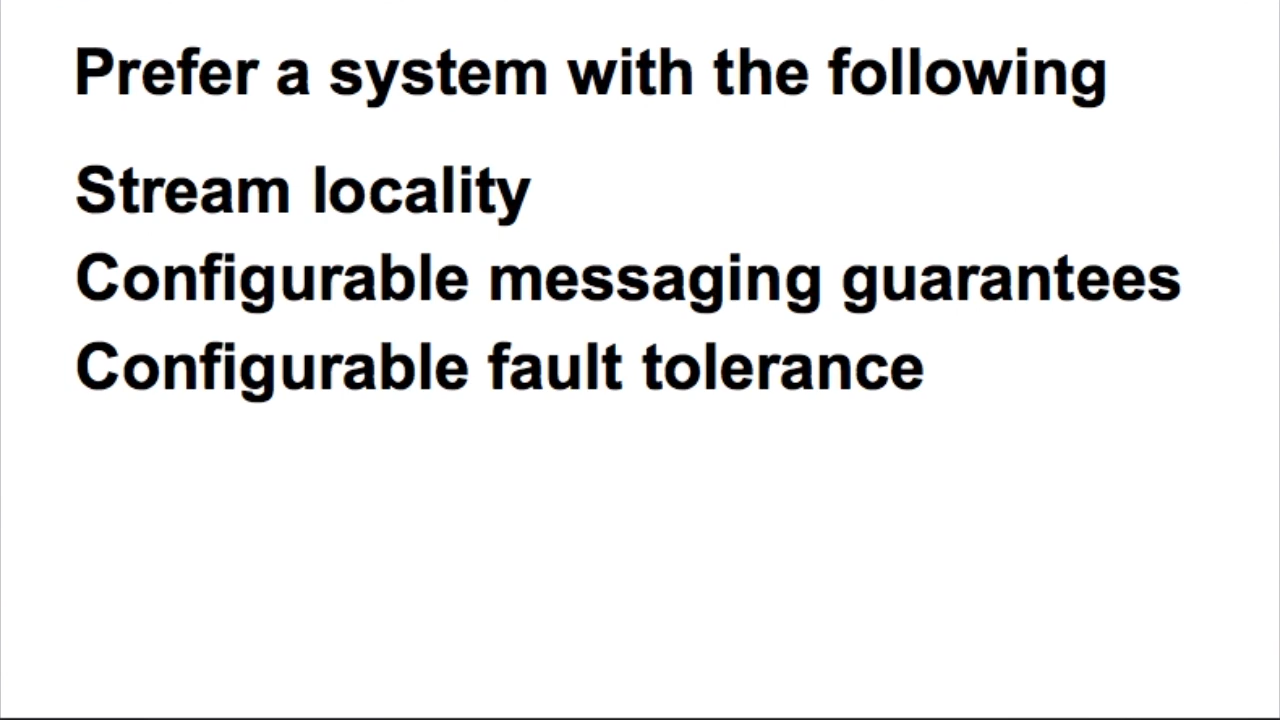 Prefer a system with the following
Stream locality
Configurable messaging guarantees
Configurable fault tolerance